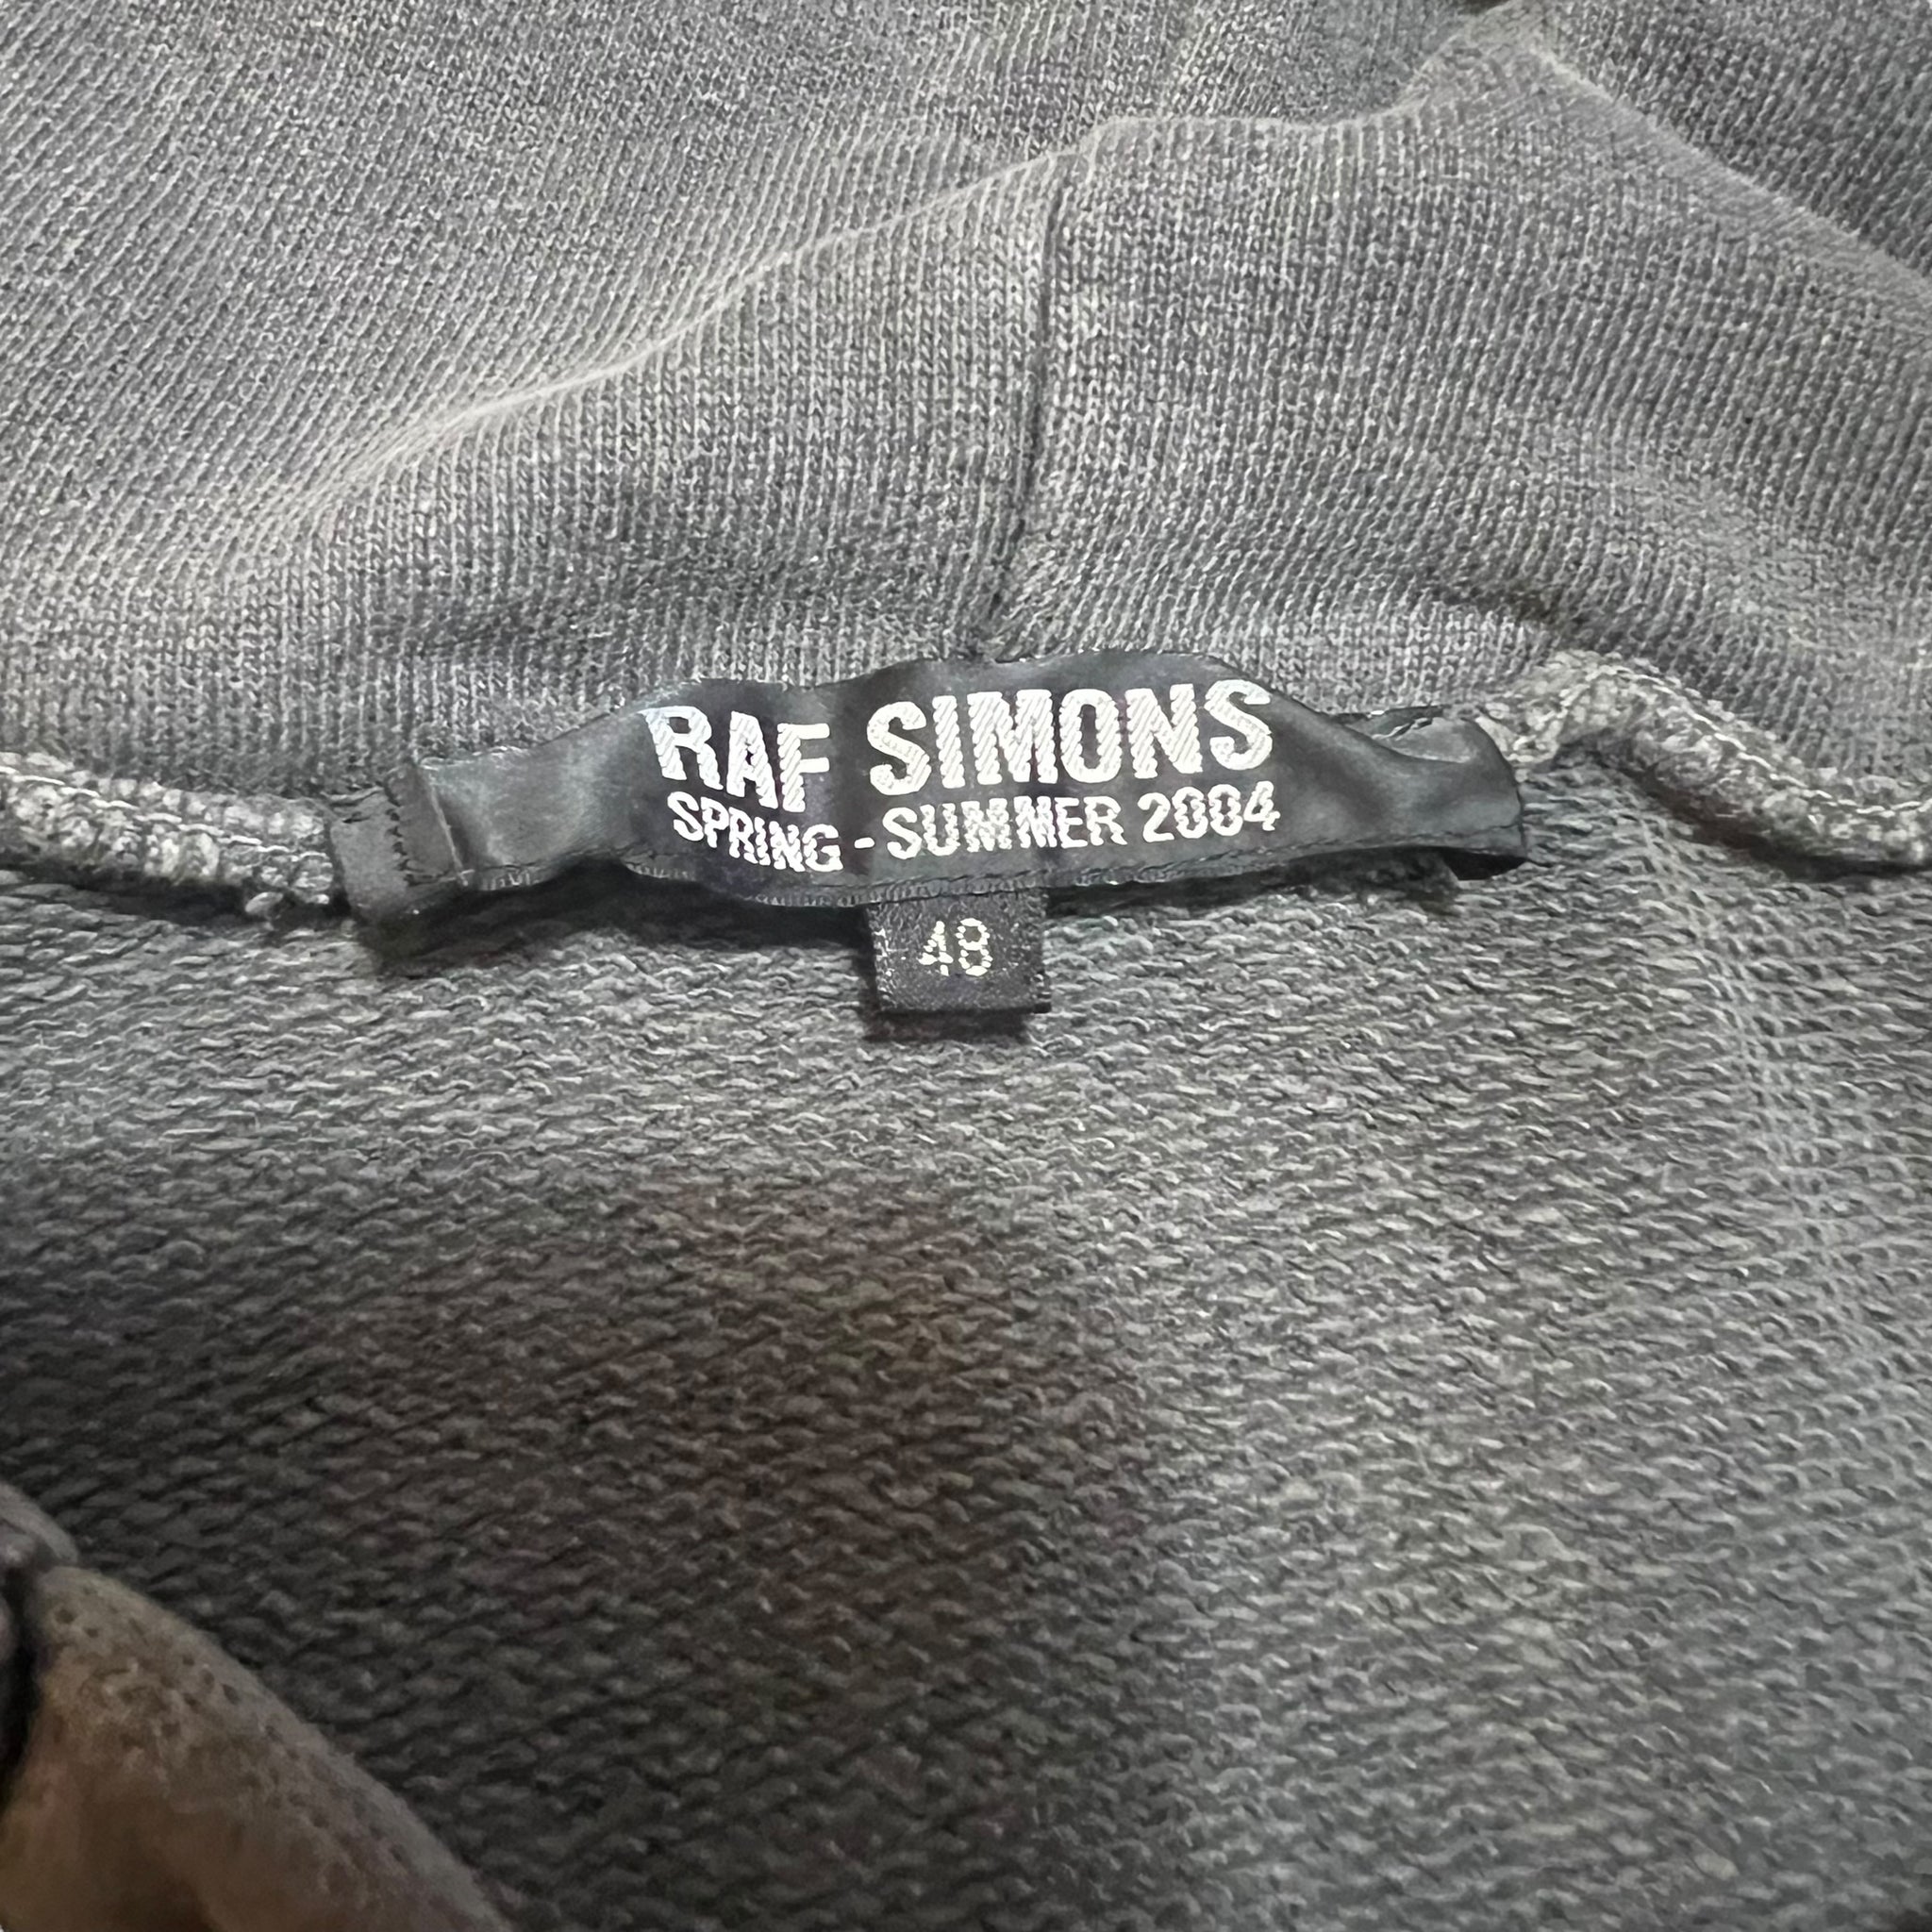 RAF SIMONS
SPRING - SUMMER 2004
48